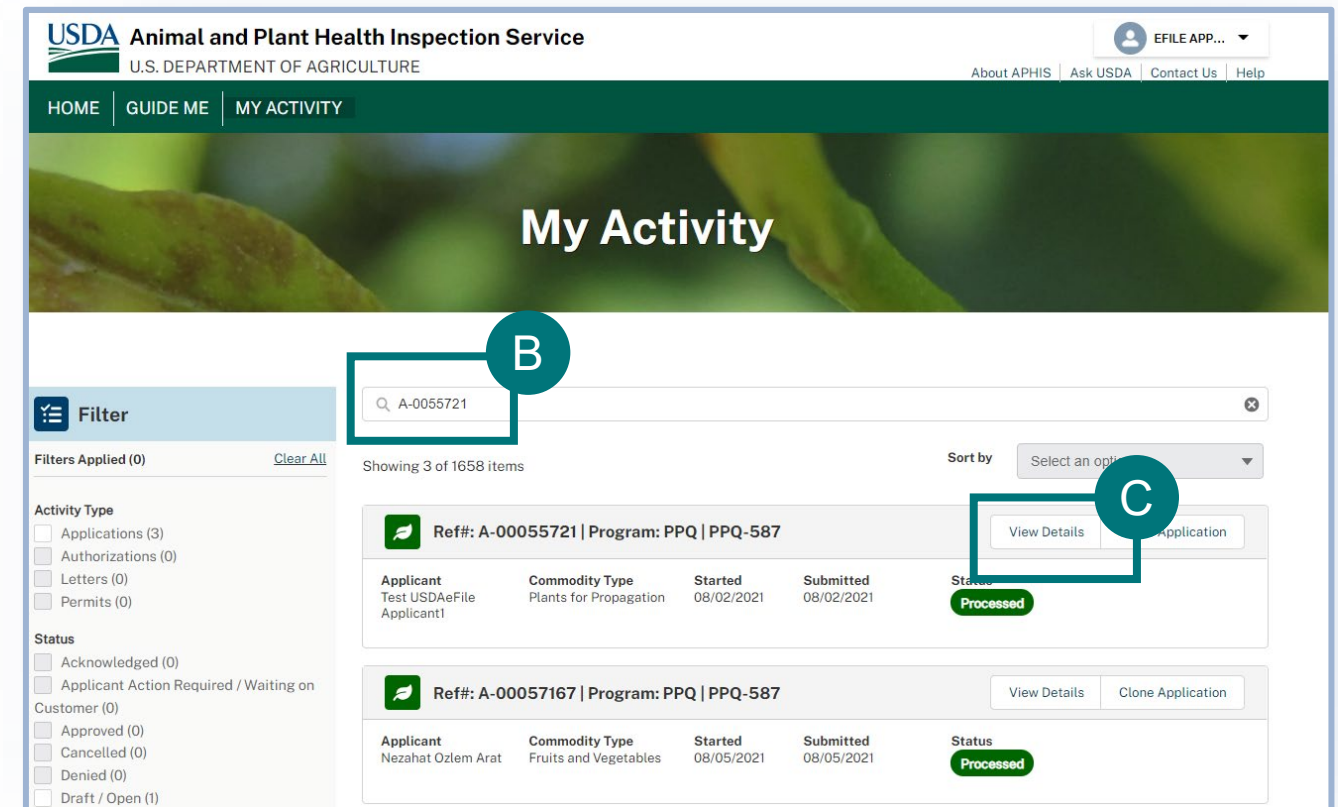 USDA Animal and Plant Health Inspection Service
U.S. DEPARTMENT OF AGRICULTURE
EFILE APP...
About APHIS Ask USDA Contact Us Help
HOME GUIDE ME MY ACTIVITY
My Activity
B
Filter
A-0055721
Filters Applied (0) Clear All
Showing 3 of 1658 items
Sort by Select an
C
Activity Type
Applications (3)
Authorizations (0)
Letters (0)
Permits (0)
Status
Acknowledged (0)
Applicant Action Required / Waiting on
Customer (0)
Approved (0)
Cancelled (0)
Denied (0)
Draft / Open (1)
Ref#: A-00055721 | Program: PPQ | PPQ-587
View Details Application
Applicant Commodity Type Started Submitted Status
Test USDAeFile Plants for Propagation 08/02/2021 08/02/2021 Processed
Applicant1
Ref#: A-00057167 | Program: PPQ | PPQ-587
View Details Clone Application
Applicant Commodity Type Started Submitted Status
Nezahat Ozlem Arat Fruits and Vegetables 08/05/2021 08/05/2021 Processed